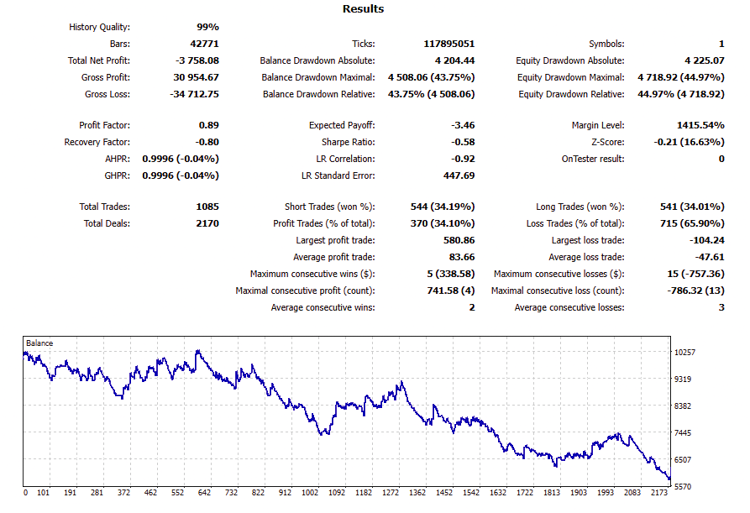 Results
History Quality: 99%
Bars: 42771 Ticks: 117895051 Symbols: 1
Total Net Profit: -3 758.08 Balance Drawdown Absolute: 4 204.44 Equity Drawdown Absolute: 4 225.07
Gross Profit: 30 954.67 Balance Drawdown Maximal: 4 508.06 (43.75%) Equity Drawdown Maximal: 4 718.92 (44.97%)
Gross Loss: -34 712.75 Balance Drawdown Relative: 43.75% (4 508.06) Equity Drawdown Relative: 44.97% (4 718.92)
Profit Factor: 0.89 Expected Payoff: -3.46 Margin Level: 1415.54%
Recovery Factor: -0.80 Sharpe Ratio: -0.58 Z-Score: -0.21 (16.63%)
AHPR: 0.9996 (-0.04%) LR Correlation: -0.92 OnTester result: 0
GHPR: 0.9996 (-0.04%) LR Standard Error: 447.69
Total Trades: 1085 Short Trades (won %): 544 (34.19%) Long Trades (won %): 541 (34.01%)
Total Deals: 2170 Profit Trades (% of total): 370 (34.10%) Loss Trades (% of total): 715 (65.90%)
Largest profit trade: 580.86 Largest loss trade: -104.24
Average profit trade: 83.66 Average loss trade: -47.61
Maximum consecutive wins ($): 5 (338.58) Maximum consecutive losses ($): 15 (-757.36)
Maximal consecutive profit (count): 741.58 (4) Maximal consecutive loss (count): -786.32 (13)
Average consecutive wins: 2 Average consecutive losses: 3
Balance
10257
9319
8382
7445
6507
5570
0 101 191 281 372 462 552 642 732 822 912 1002 1092 1182 1272 1362 1452 1542 1632 1722 1813 1903 1993 2083 2173